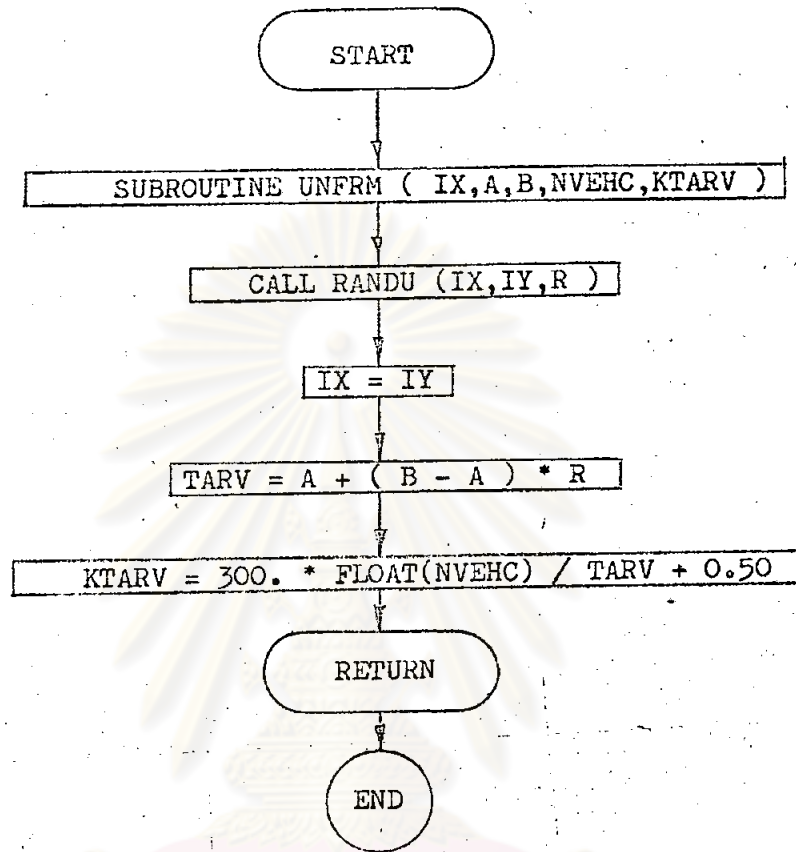 START
SUBROUTINE UNFRM ( IX,A,B,NVEHC,KTARV )
CALL RANDU (IX,IY,R )
IX = IY
TARV = A + ( B - A ) * R
KTARV = 300. * FLOAT(NVEHC) / TARV + 0.50
RETURN
END